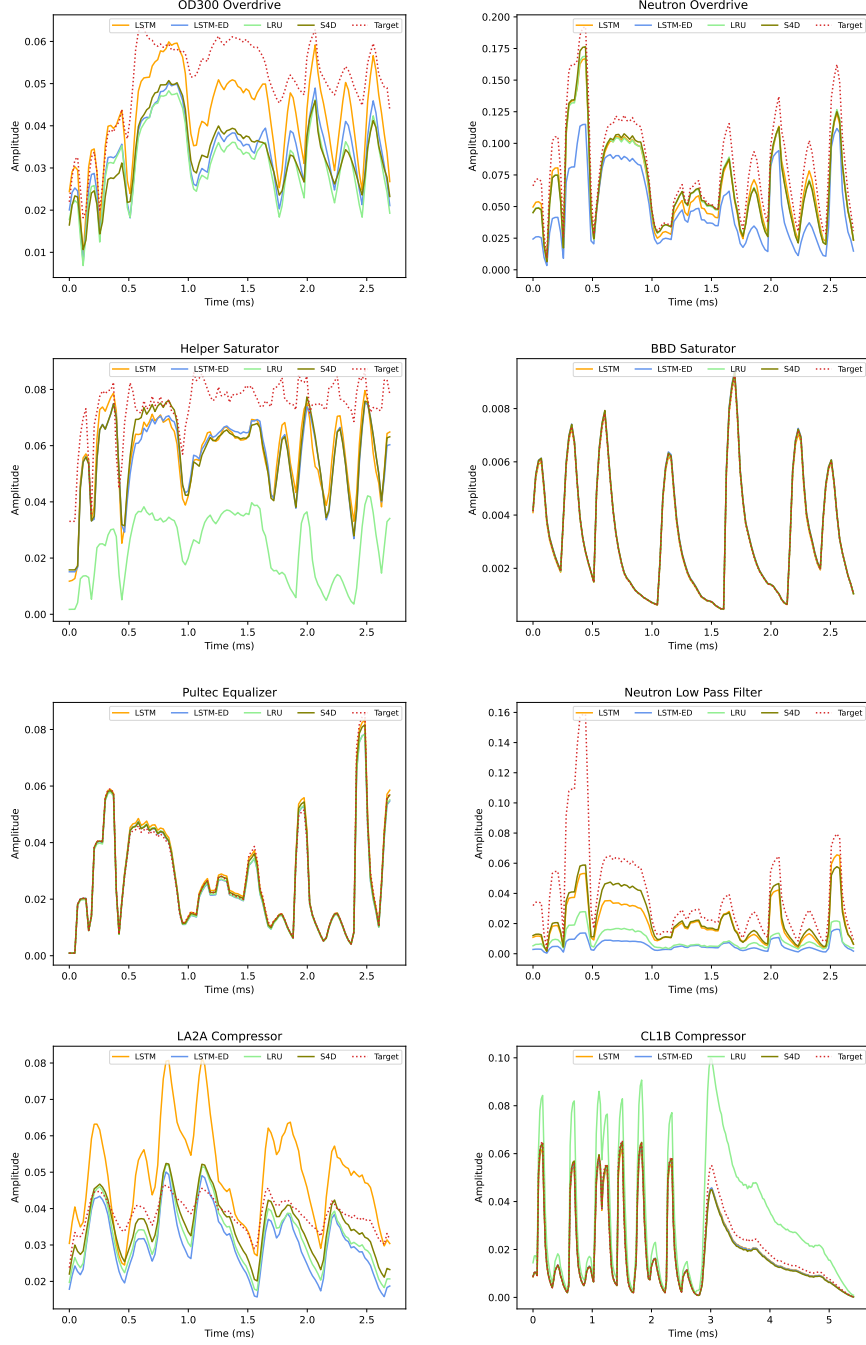 OD300 Overdrive
LSTM LSTM-ED LRU S4D Target
0.06
0.05
0.04
0.03
0.02
0.01
Amplitude
0.0 0.5 1.0 1.5 2.0 2.5
Time (ms)
Neutron Overdrive
LSTM LSTM-ED LRU S4D Target
0.200
0.175
0.150
0.125
0.100
0.075
0.050
0.025
0.000
Amplitude
0.0 0.5 1.0 1.5 2.0 2.5
Time (ms)
Helper Saturator
LSTM LSTM-ED LRU S4D Target
0.08
0.06
0.04
0.02
0.00
Amplitude
0.0 0.5 1.0 1.5 2.0 2.5
Time (ms)
BBD Saturator
LSTM LSTM-ED LRU S4D Target
0.008
0.006
0.004
0.002
Amplitude
0.0 0.5 1.0 1.5 2.0 2.5
Time (ms)
Pultec Equalizer
LSTM LSTM-ED LRU S4D Target
0.08
0.06
0.04
0.02
0.00
Amplitude
0.0 0.5 1.0 1.5 2.0 2.5
Time (ms)
Neutron Low Pass Filter
LSTM LSTM-ED LRU S4D Target
0.16
0.14
0.12
0.10
0.08
0.06
0.04
0.02
0.00
Amplitude
0.0 0.5 1.0 1.5 2.0 2.5
Time (ms)
LA2A Compressor
LSTM LSTM-ED LRU S4D Target
0.08
0.07
0.06
0.05
0.04
0.03
0.02
Amplitude
0.0 0.5 1.0 1.5 2.0 2.5
Time (ms)
CL1B Compressor
LSTM LSTM-ED LRU S4D Target
0.10
0.08
0.06
0.04
0.02
0.00
Amplitude
0 1 2 3 4 5
Time (ms)